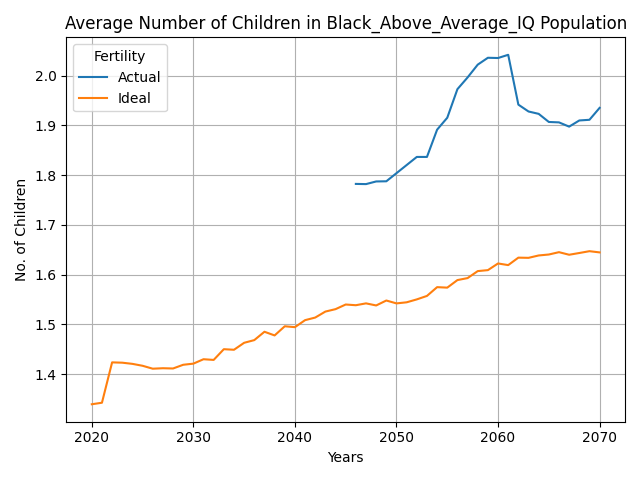 Average Number of Children in Black_Above_Average_IQ Population
Fertility
Actual
Ideal
No. of Children
2.0
1.9
1.8
1.7
1.6
1.5
1.4
2020 2030 2040 2050 2060 2070
Years